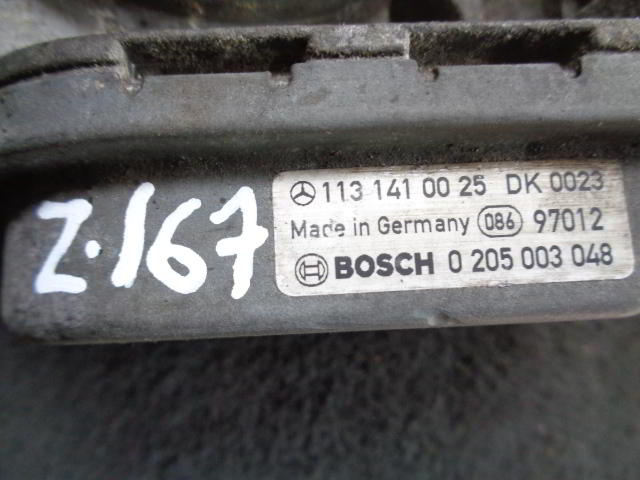 z.167
113 141 00 25 DK 0023
Made in Germany 086 97012
BOSCH 0 205 003 048